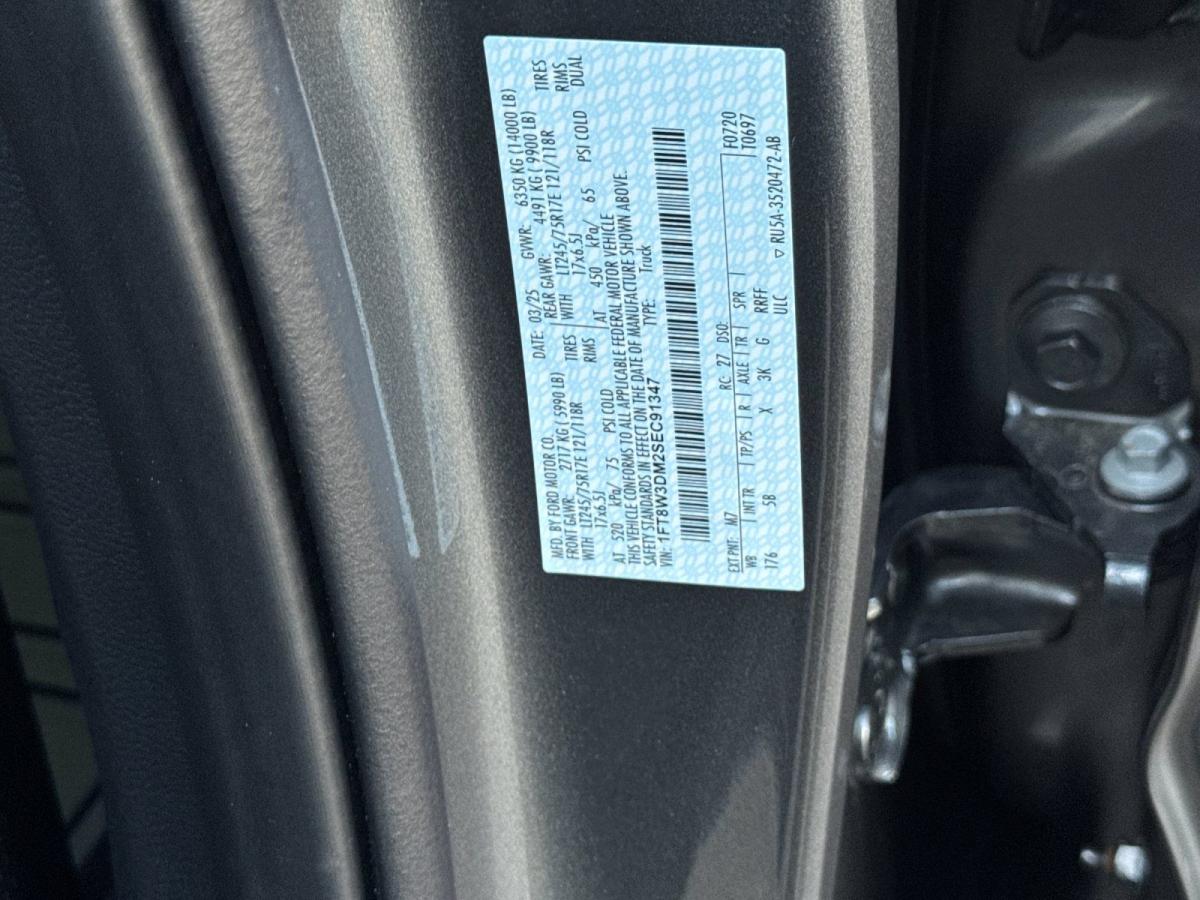 MFD. BY FORD MOTOR CO.
DATE: 03/25 GVWR: 6350 KG (14000 LB)
FRONT GAWR: 2717 KG ( 5990 LB) REAR GAWR: 4491 KG ( 9900 LB)
WITH LT245/75R17E 121/118R TIRES WITH LT245/75R17E 121/118R TIRES
17x6.5J RIMS 17x6.5J RIMS
AT 520 kPa/ 75 PSI COLD AT 450 kPa/ 65 PSI COLD DUAL
THIS VEHICLE CONFORMS TO ALL APPLICABLE FEDERAL MOTOR VEHICLE
SAFETY STANDARDS IN EFFECT ON THE DATE OF MANUFACTURE SHOWN ABOVE.
VIN: 1FT8W3DM2SEC91347 TYPE: Truck
F0720
EXT PNT: M7 RC: 27 DSO: T0697
WB INT TR TP/PS R AXLE TR SPR
176 5B X 3K G RRFF
ULC ▽ RU5A-3520472-AB